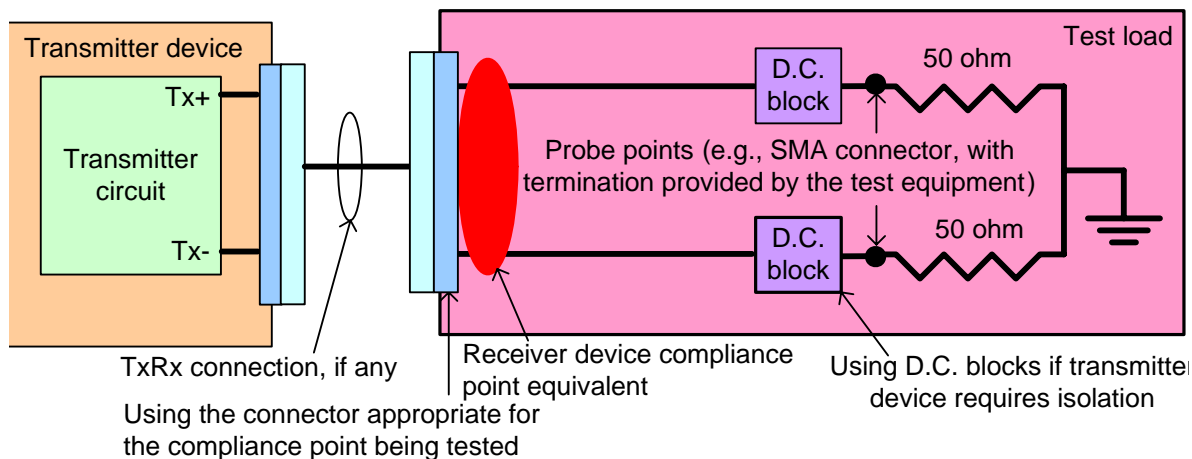 Transmitter device
Tx+
Transmitter
circuit
Tx-
Test load
D.C.
block
50 ohm
Probe points (e.g., SMA connector, with
termination provided by the test equipment)
D.C.
block
50 ohm
TxRx connection, if any
Using the connector appropriate for
the compliance point being tested
Receiver device compliance
point equivalent
Using D.C. blocks if transmitter
device requires isolation